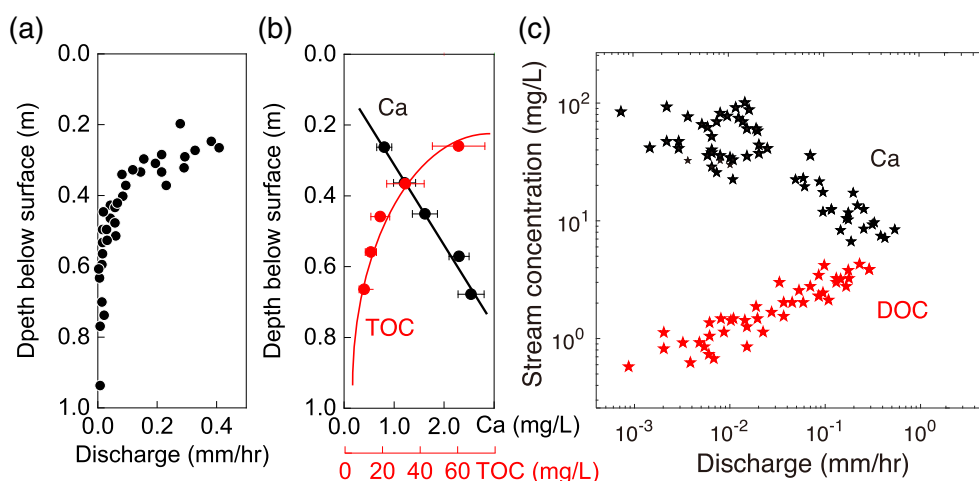 (a)
Dpeth below surface (m)
0.0
0.2
0.4
0.6
0.8
1.0
0.0 0.2 0.4
Discharge (mm/hr)
(b)
Depth below surface (m)
0.0
0.2
0.4
0.6
0.8
1.0
Ca
TOC
0.0 1.0 2.0
Ca (mg/L)
0 20 40 60 TOC (mg/L)
(c)
Stream concentration (mg/L)
10²
10¹
10⁰
Ca
DOC
10⁻³ 10⁻² 10⁻¹ 10⁰
Discharge (mm/hr)